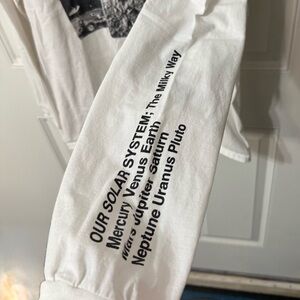 OUR SOLAR SYSTEM; The Milky Way
Mercury Venus Earth
Mars Jupiter Saturn
Neptune Uranus Pluto